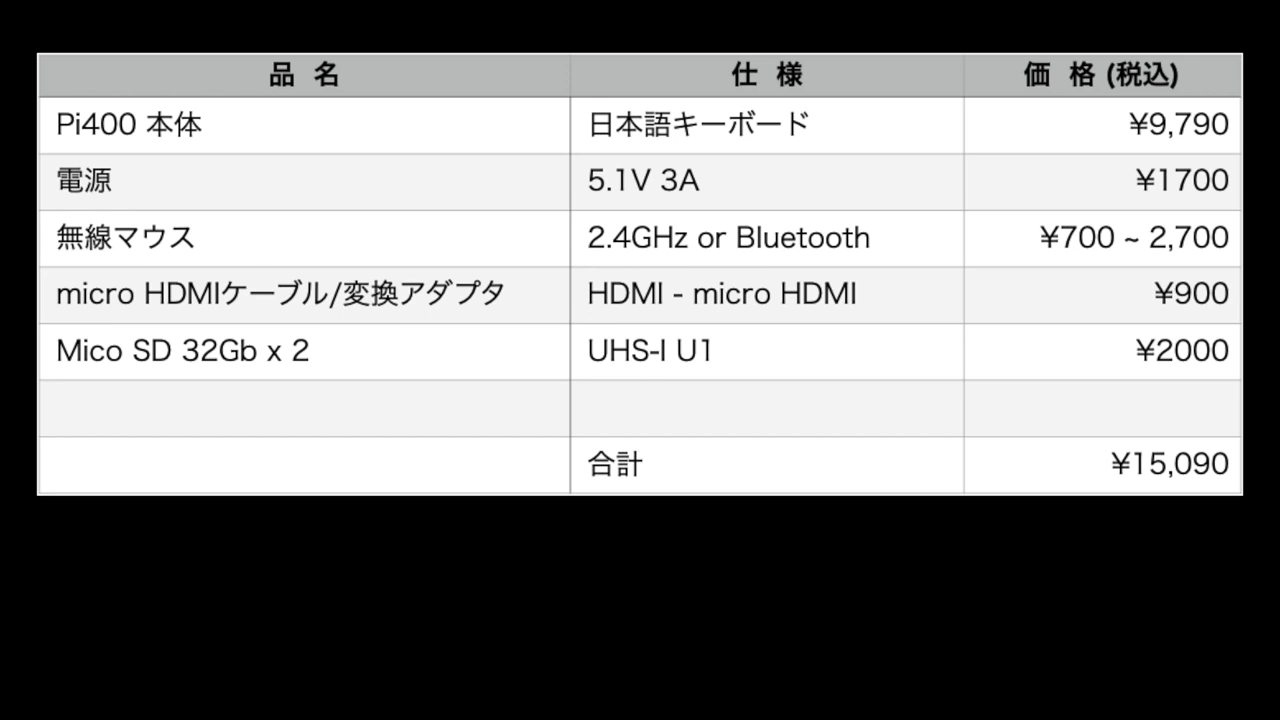 品 名 仕 様 価 格 (税込)
Pi400 本体 日本語キーボード ¥9,790
電源 5.1V 3A ¥1700
無線マウス 2.4GHz or Bluetooth ¥700 ~ 2,700
micro HDMIケーブル/変換アダプタ HDMI - micro HDMI ¥900
Mico SD 32Gb x 2 UHS-I U1 ¥2000
合計 ¥15,090